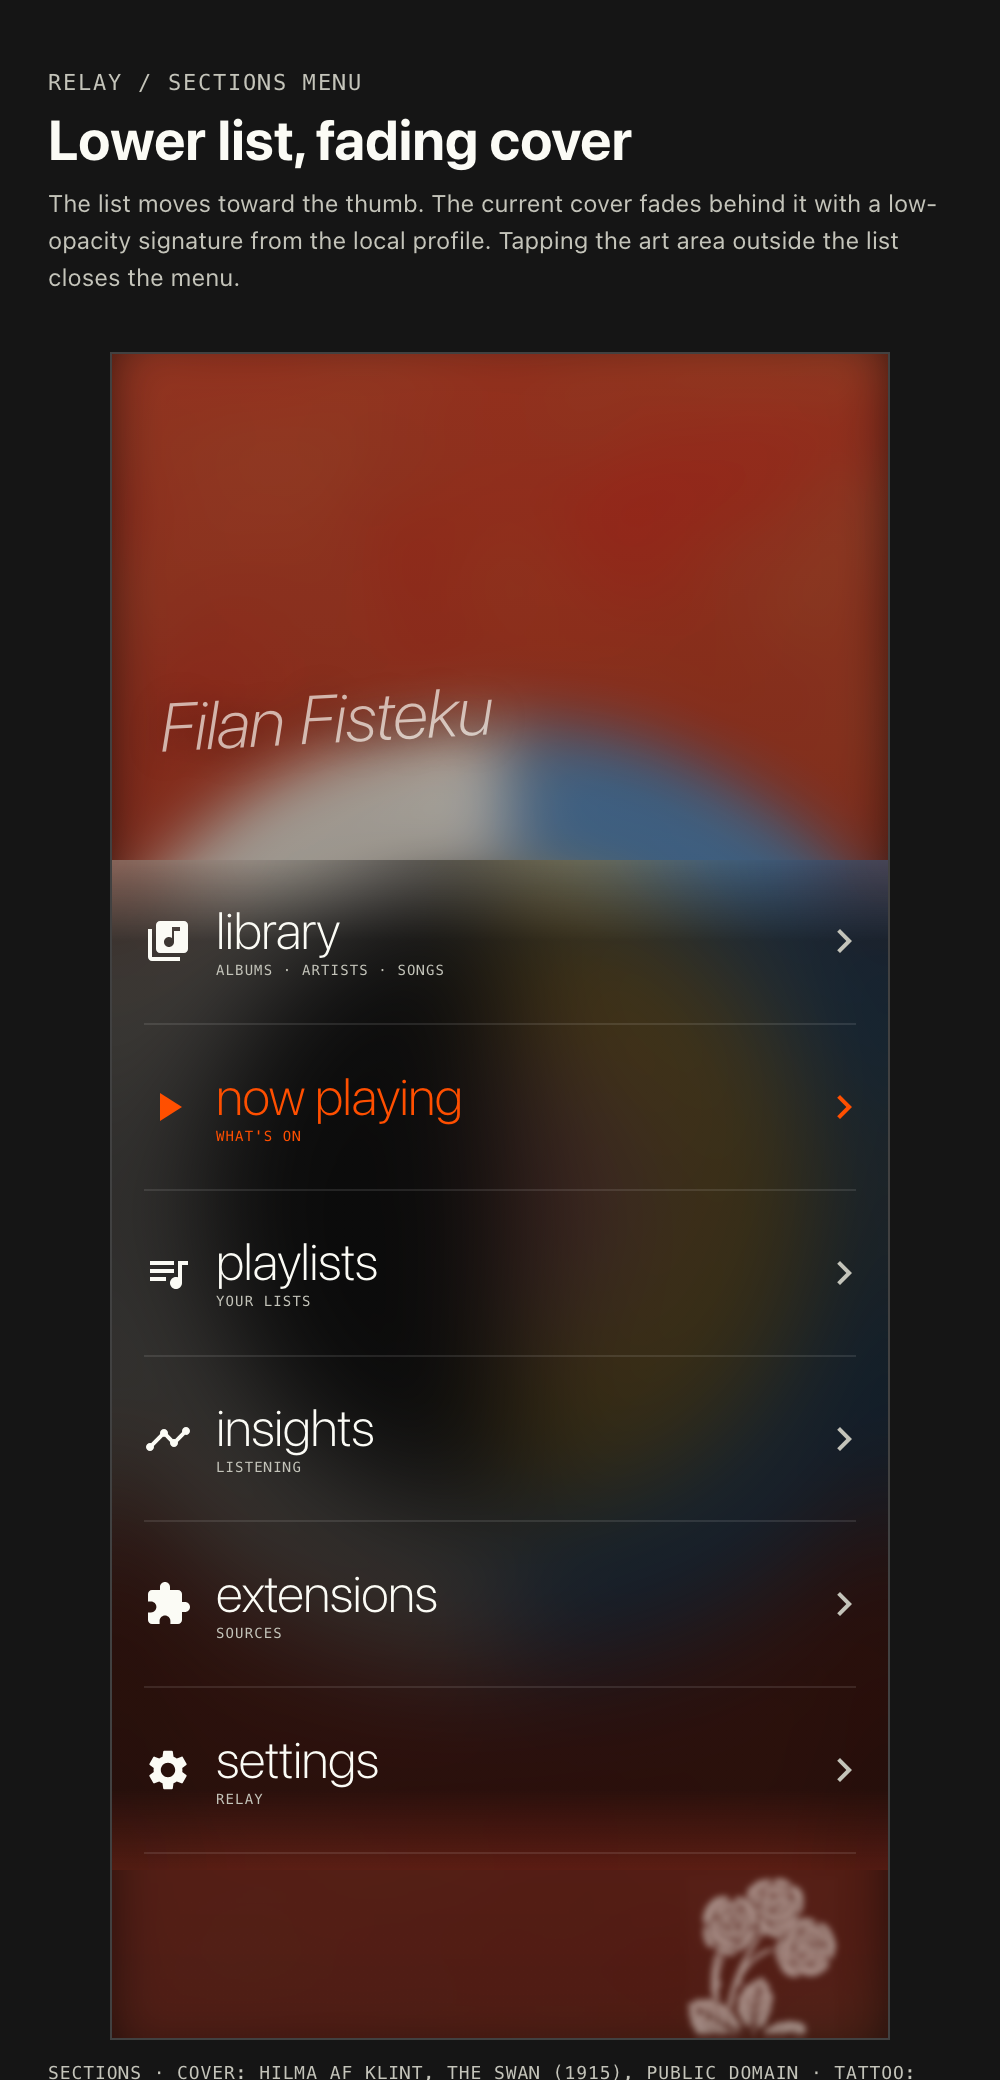 RELAY / SECTIONS MENU
Lower list, fading cover
The list moves toward the thumb. The current cover fades behind it with a low-
opacity signature from the local profile. Tapping the art area outside the list
closes the menu.
Filan Fisteku
library
ALBUMS · ARTISTS · SONGS
now playing
WHAT'S ON
playlists
YOUR LISTS
insights
LISTENING
extensions
SOURCES
settings
RELAY
SECTIONS · COVER: HILMA AF KLINT, THE SWAN (1915), PUBLIC DOMAIN · TATTOO: